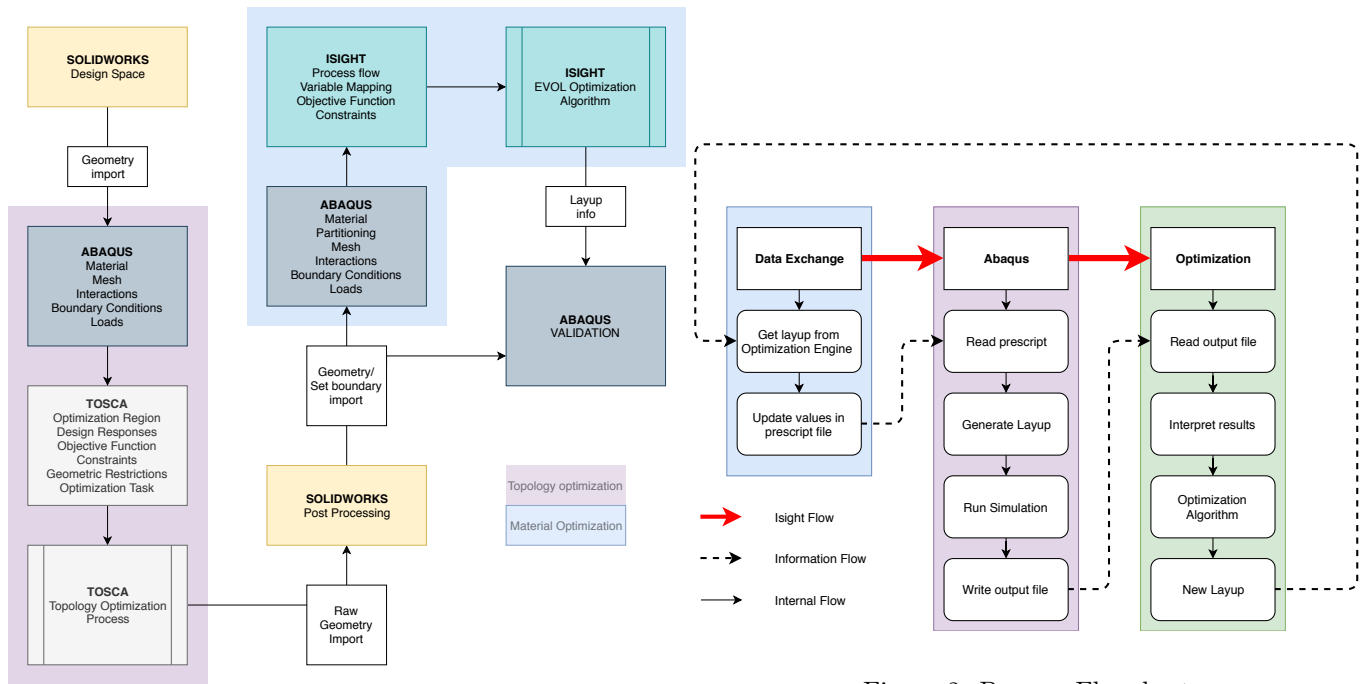 SOLIDWORKS
Design Space
Geometry
import
ABAQUS
Material
Mesh
Interactions
Boundary Conditions
Loads
TOSCA
Optimization Region
Design Responses
Objective Function
Constraints
Geometric Restrictions
Optimization Task
TOSCA
Topology Optimization
Process
Raw
Geometry
Import
SOLIDWORKS
Post Processing
Geometry/
Set boundary
import
ABAQUS
Material
Partitioning
Mesh
Interactions
Boundary Conditions
Loads
ISIGHT
Process flow
Variable Mapping
Objective Function
Constraints
ISIGHT
EVOL Optimization
Algorithm
Layup
info
ABAQUS
VALIDATION
Topology optimization
Material Optimization
Data Exchange
Get layup from
Optimization Engine
Update values in
prescript file
Abaqus
Read prescript
Generate Layup
Run Simulation
Write output file
Optimization
Read output file
Interpret results
Optimization
Algorithm
New Layup
Isight Flow
Information Flow
Internal Flow